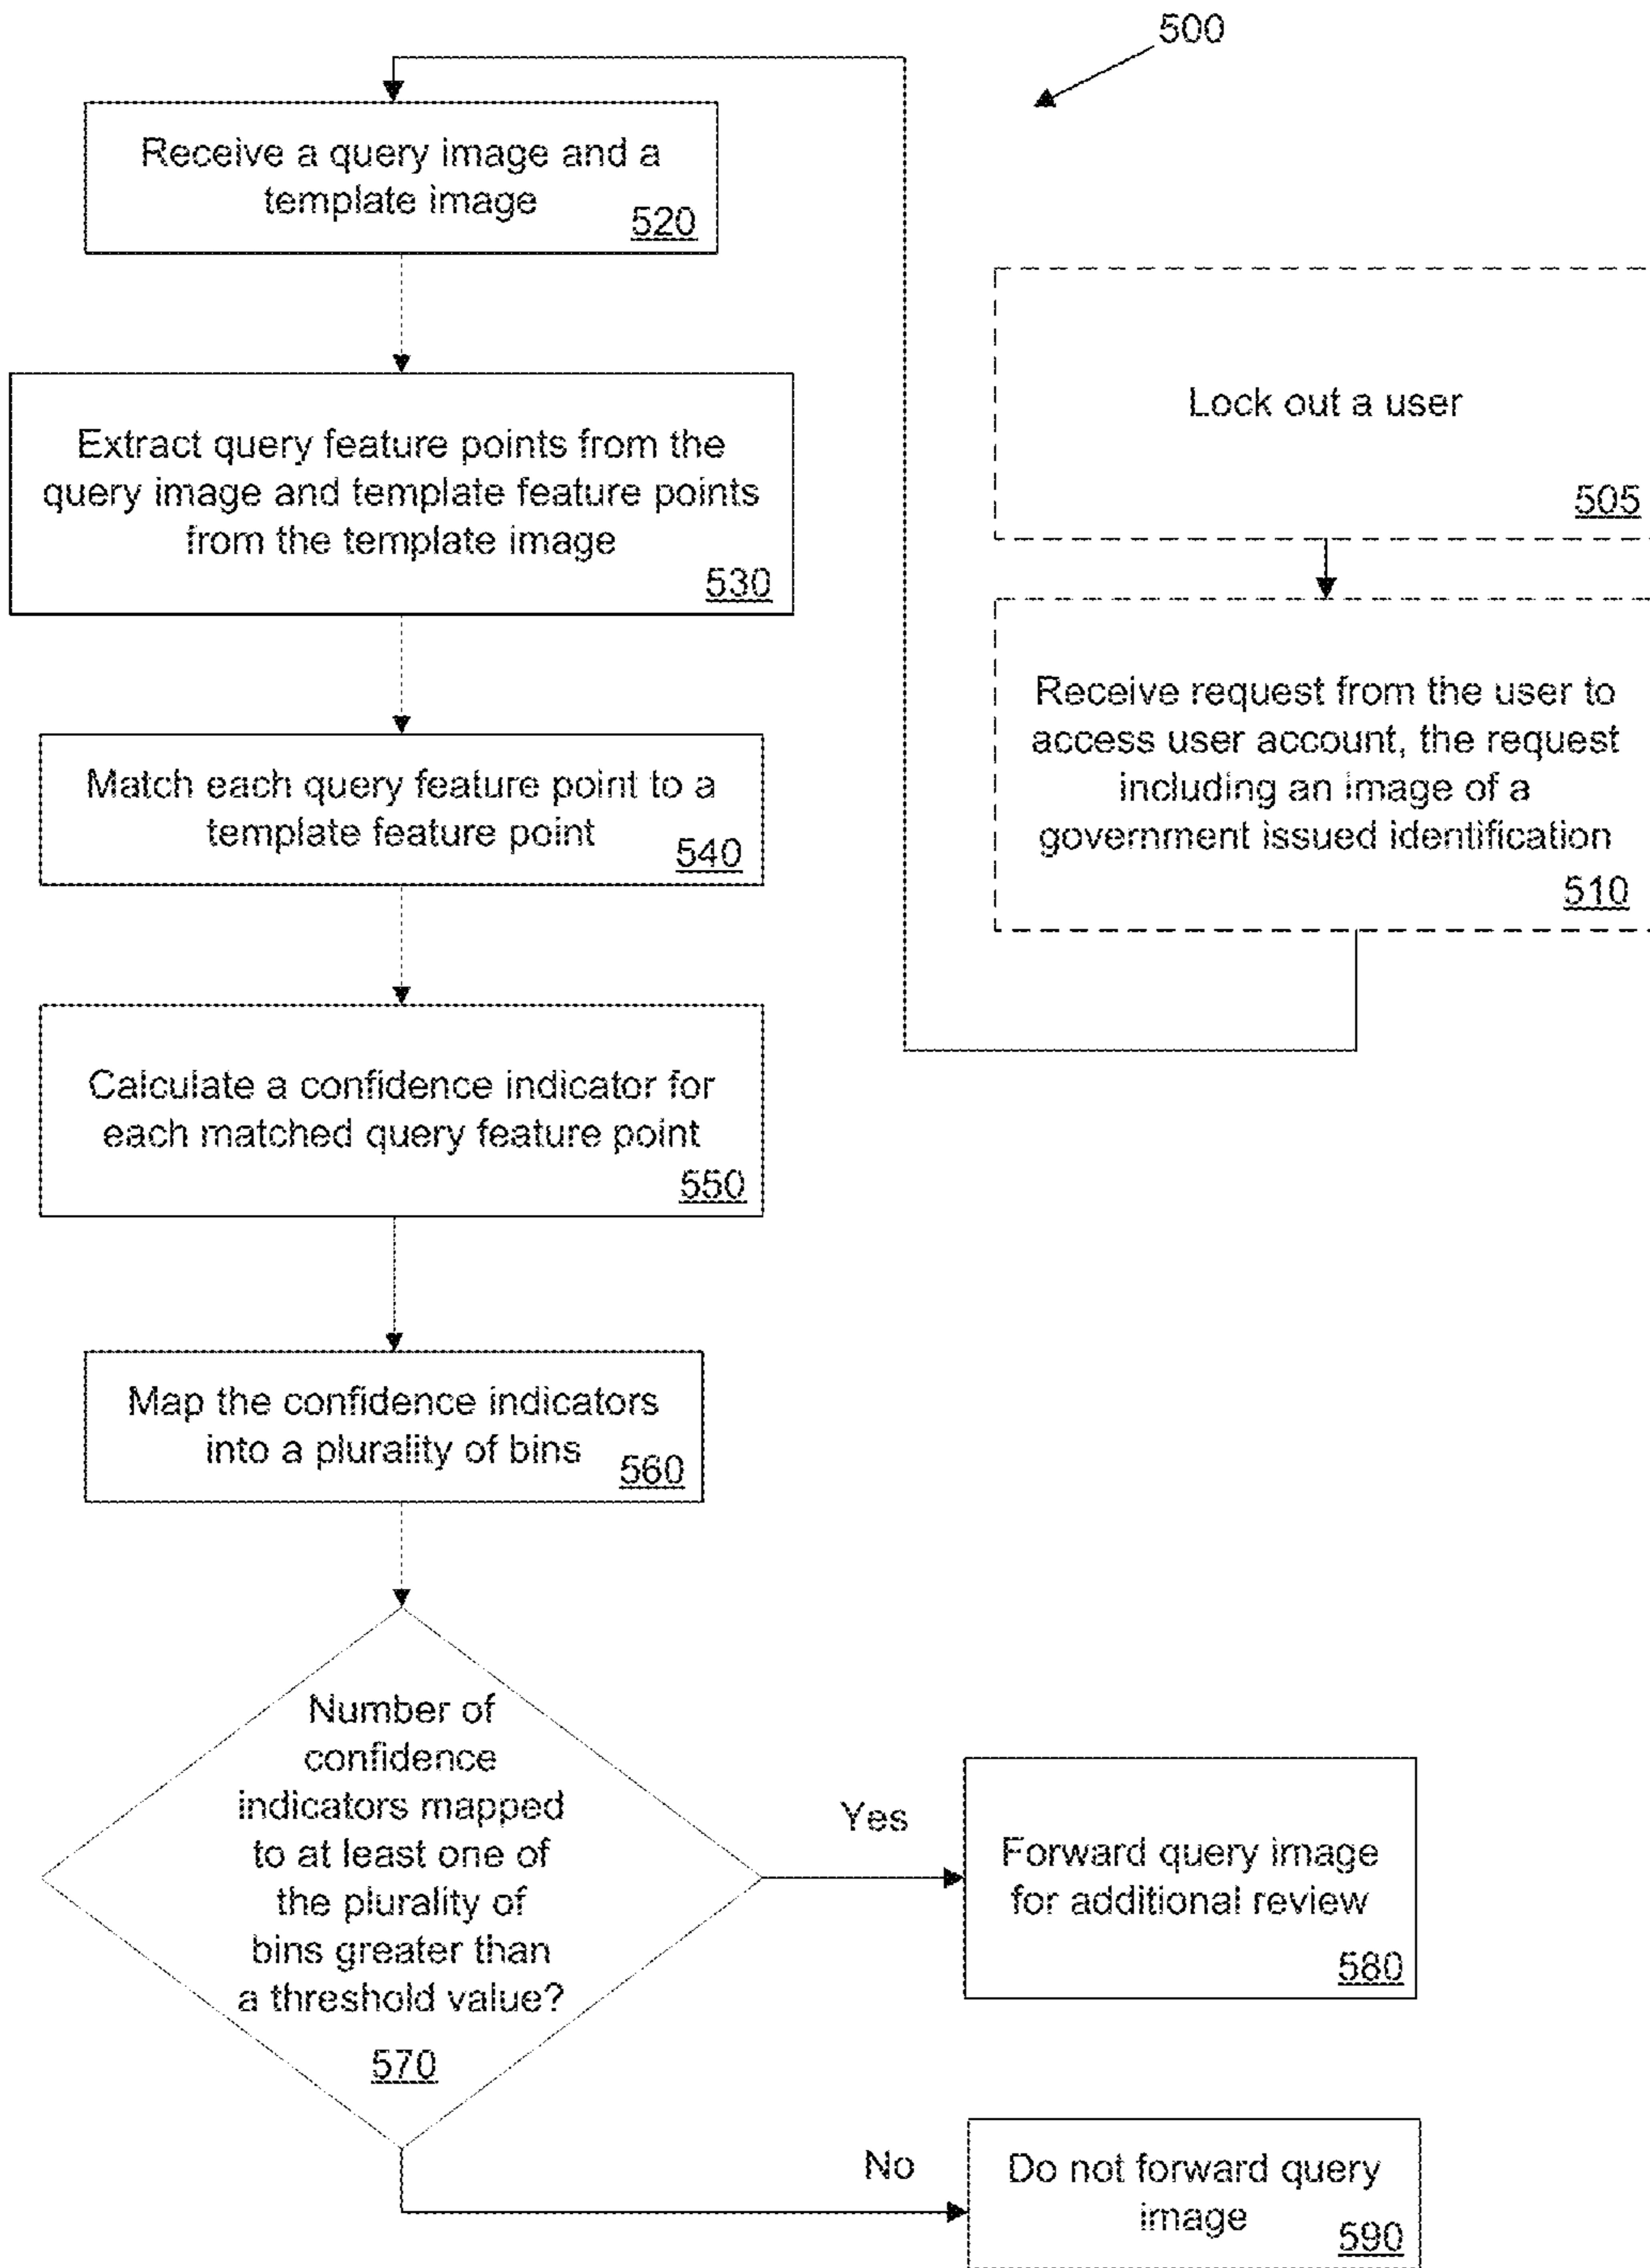 500
Receive a query image and a
template image
520
Extract query feature points from the
query image and template feature points
from the template image
530
Match each query feature point to a
template feature point
540
Calculate a confidence indicator for
each matched query feature point
550
Map the confidence indicators
into a plurality of bins
560
Number of
confidence
indicators mapped
to at least one of
the plurality of
bins greater than
a threshold value?
570
Lock out a user
505
Receive request from the user to
access user account, the request
including an image of a
government issued identification
510
Yes
Forward query image
for additional review
580
No
Do not forward query
image
590